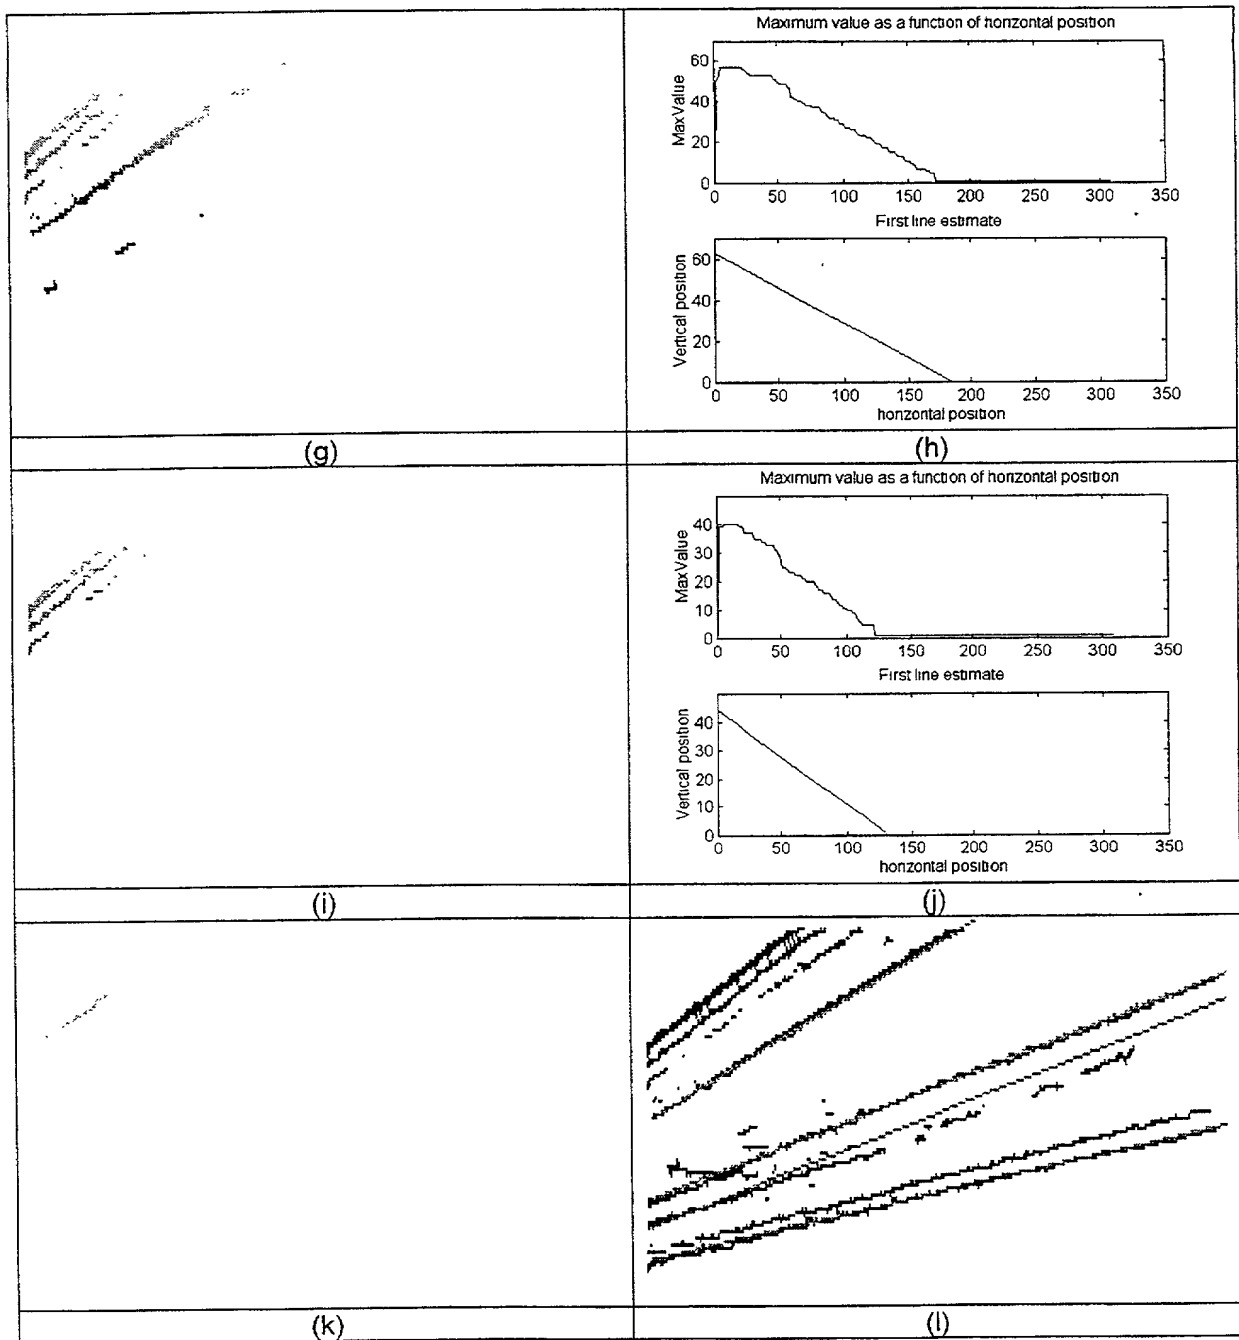 Maximum value as a function of horizontal position
MaxValue
60
40
20
0
0 50 100 150 200 250 300 350
First line estimate
Vertical position
60
40
20
0
0 50 100 150 200 250 300 350
horizontal position
(g) (h)
Maximum value as a function of horizontal position
MaxValue
40
30
20
10
0
0 50 100 150 200 250 300 350
First line estimate
Vertical position
40
30
20
10
0
0 50 100 150 200 250 300 350
horizontal position
(i) (j)
(k) (l)